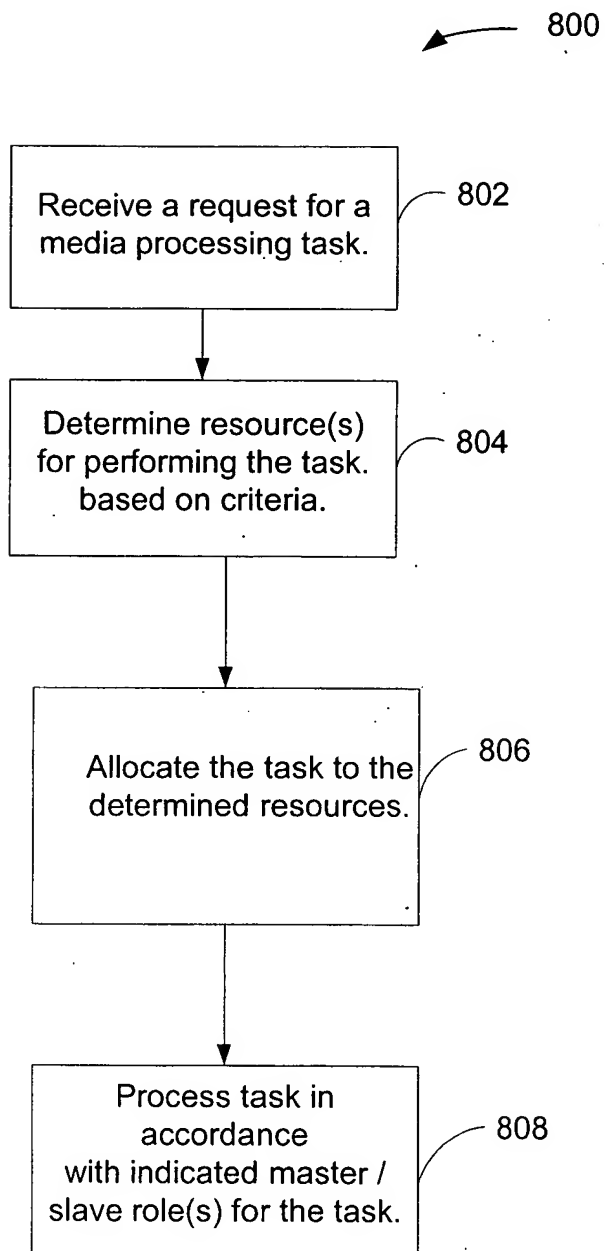 800
Receive a request for a
media processing task.
802
Determine resource(s)
for performing the task.
based on criteria.
804
Allocate the task to the
determined resources.
806
Process task in
accordance
with indicated master /
slave role(s) for the task.
808